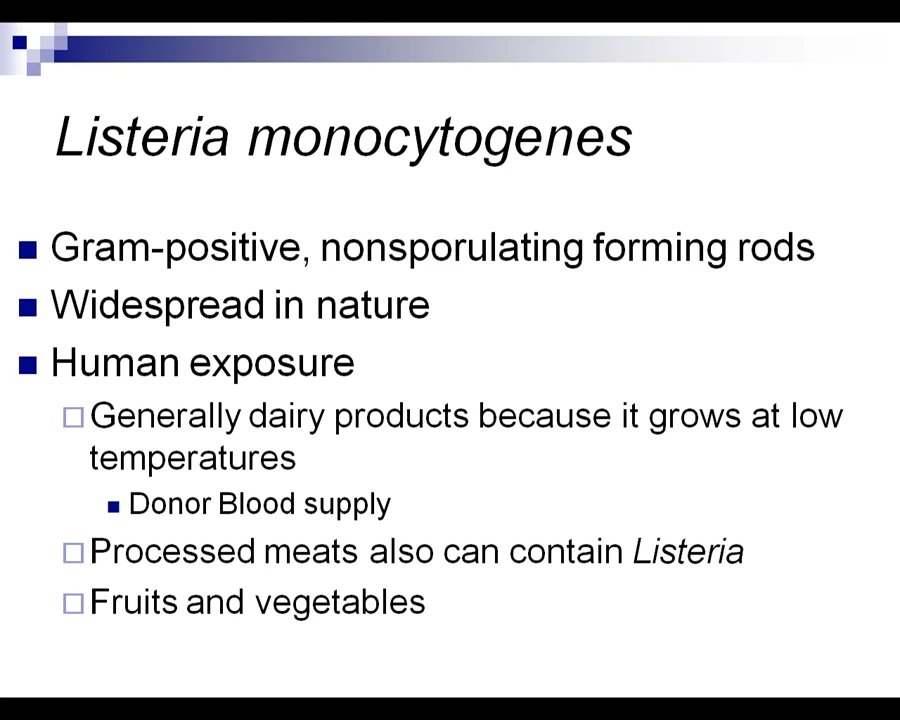 Listeria monocytogenes
Gram-positive, nonsporulating forming rods
Widespread in nature
Human exposure
Generally dairy products because it grows at low
temperatures
Donor Blood supply
Processed meats also can contain Listeria
Fruits and vegetables